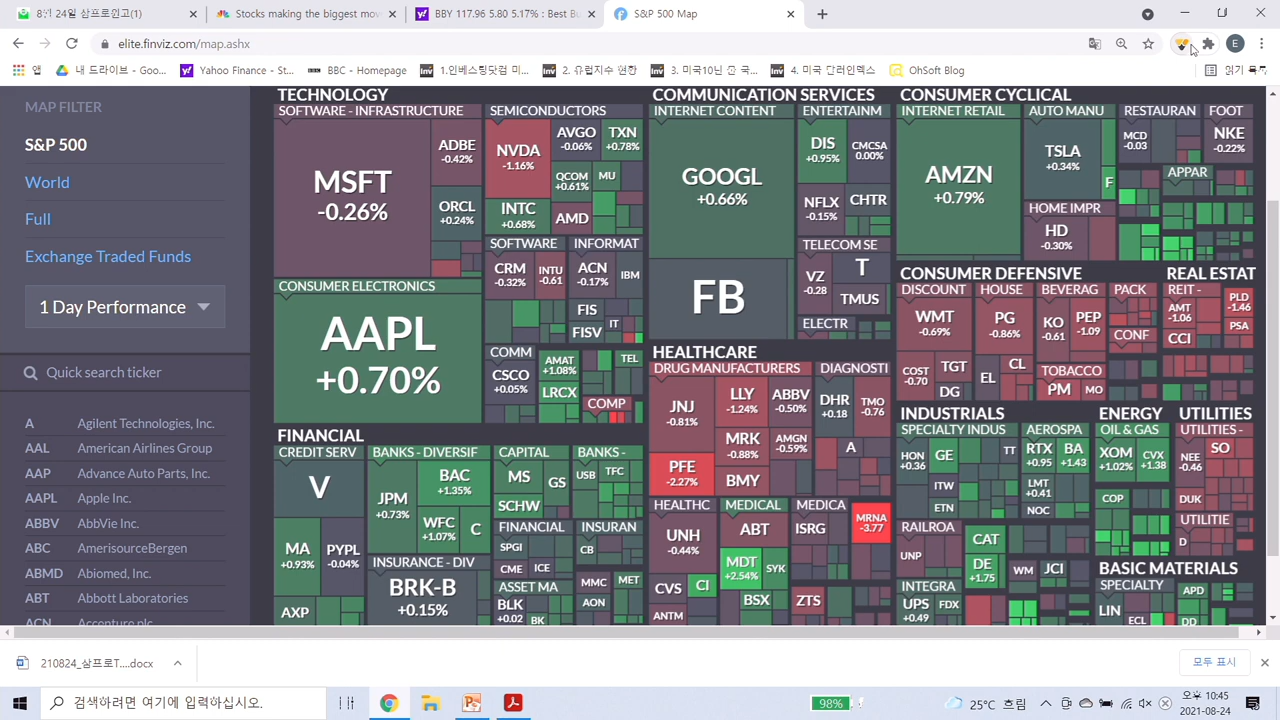 8월 24일 삼프로원고(1)
Stocks making the biggest mov
BBY 117.96 5.80 5.17% : Best Bu
S&P 500 Map
elite.finviz.com/map.ashx
E
앱
내 드라이브 - Goo...
Yahoo Finance - St...
BBC - Homepage
1.인베스팅닷컴 미...
2. 유럽지수 현황
3. 미국10년 존 국...
4. 미국 단러인엑스
OhSoft Blog
읽기 목록
MAP FILTER
S&P 500
World
Full
Exchange Traded Funds
1 Day Performance
Quick search ticker
A Agilent Technologies, Inc.
AAL American Airlines Group
AAP Advance Auto Parts, Inc.
AAPL Apple Inc.
ABBV AbbVie Inc.
ABC AmerisourceBergen
ABMD Abiomed, Inc.
ABT Abbott Laboratories
ACN Accenture plc
TECHNOLOGY
SOFTWARE - INFRASTRUCTURE
MSFT
-0.26%
ADBE
-0.42%
ORCL
+0.24%
SEMICONDUCTORS
NVDA
-1.16%
AVGO
-0.06%
TXN
+0.78%
QCOM
+0.61%
MU
INTC
+0.68%
AMD
CONSUMER ELECTRONICS
AAPL
+0.70%
SOFTWARE
CRM
-0.32%
INTU
-0.61
INFORMAT
ACN
-0.17%
IBM
FIS
FISV
IT
COMM
CSCO
+0.05%
AMAT
+1.08%
LRCX
TEL
COMP
COMMUNICATION SERVICES
INTERNET CONTENT
GOOGL
+0.66%
FB
ENTERTAINM
DIS
+0.95%
CMCSA
0.00%
NFLX
-0.15%
CHTR
TELECOM SE
VZ
-0.28
T
TMUS
ELECTR
CONSUMER CYCLICAL
INTERNET RETAIL
AMZN
+0.79%
AUTO MANU
TSLA
+0.34%
F
HOME IMPR
HD
-0.30%
RESTAURAN
MCD
-0.03
FOOT
NKE
-0.22%
APPAR
CONSUMER DEFENSIVE
DISCOUNT
WMT
-0.69%
COST
-0.70
TGT
DG
HOUSE
PG
-0.86%
EL
CL
BEVERAG
KO
-0.61
PEP
-1.09
TOBACCO
PM
MO
PACK
CONF
REAL ESTAT
REIT -
AMT
-1.06
CCI
PLD
-1.46
PSA
FINANCIAL
CREDIT SERV
V
MA
+0.93%
PYPL
-0.04%
AXP
BANKS - DIVERSIF
JPM
+0.73%
BAC
+1.35%
WFC
+1.07%
C
INSURANCE - DIV
BRK-B
+0.15%
CAPITAL
MS
GS
SCHW
BANKS -
USB
TFC
FINANCIAL
SPGI
CME
ICE
INSURAN
CB
MMC
MET
AON
ASSET MA
BLK
+0.02
BK
HEALTHCARE
DRUG MANUFACTURERS
JNJ
-0.81%
LLY
-1.24%
ABBV
-0.50%
MRK
-0.88%
AMGN
-0.59%
PFE
-2.27%
BMY
DIAGNOSTI
DHR
+0.18
TMO
-0.76
A
HEALTHC
UNH
-0.44%
CVS
CI
ANTM
MEDICAL
ABT
MDT
+2.54%
SYK
BSX
MEDICA
ISRG
ZTS
MRNA
-3.77
INDUSTRIALS
SPECIALTY INDUS
HON
+0.36
GE
ITW
ETN
TT
AEROSPA
RTX
+0.95
BA
+1.43
LMT
+0.41
NOC
RAILROA
UNP
CAT
DE
+1.75
WM
JCI
INTEGRA
UPS
+0.49
FDX
ENERGY
OIL & GAS
XOM
+1.02%
CVX
+1.38
COP
UTILITIES
UTILITIES -
NEE
-0.46
SO
DUK
UTILITIE
D
BASIC MATERIALS
SPECIALTY
LIN
ECL
APD
DD
210824_삼프로T....docx
모두 표시
검색하려면 여기에 입력하십시오.
98%
25°C 흐림
오후 10:45
2021-08-24